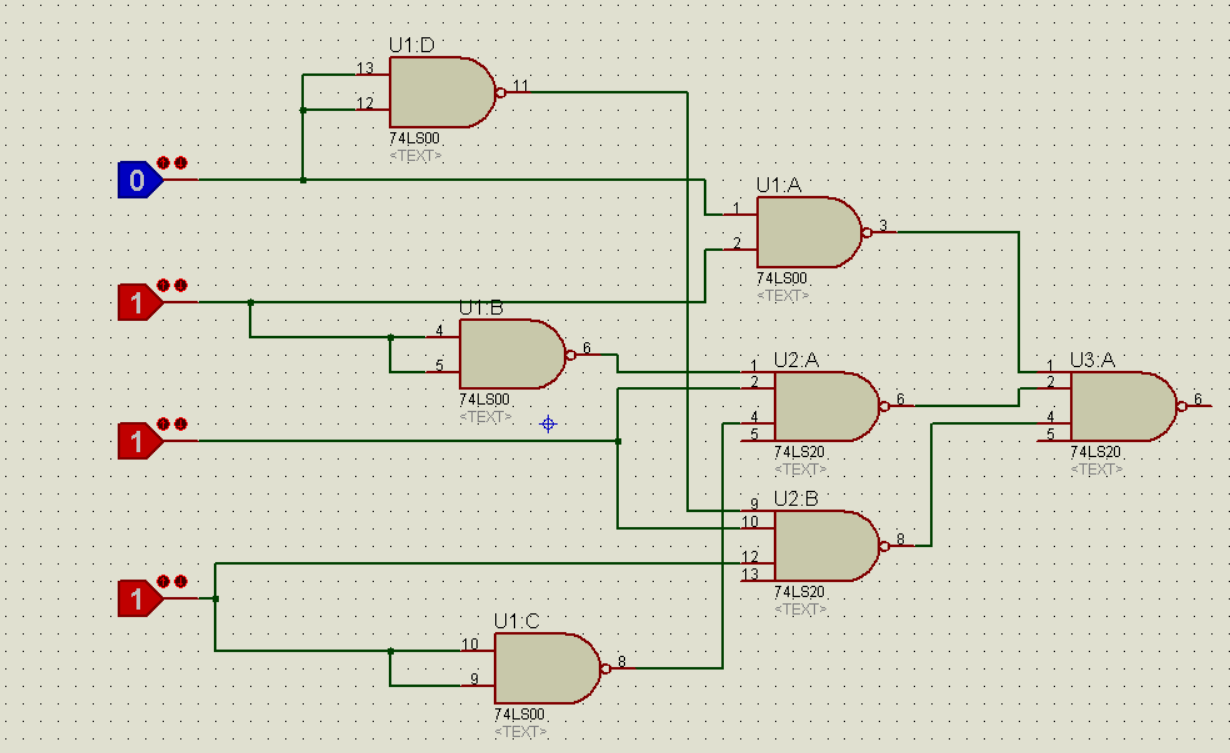 U1:D
13
11
12
74LS00
<TEXT>
0
U1:A
1
3
2
74LS00
<TEXT>
1
U1:B
4
6
5
74LS00
<TEXT>
U2:A
1
2
6
4
5
74LS20
<TEXT>
U3:A
1
2
6
4
5
74LS20
<TEXT>
1
U2:B
9
10
8
12
13
74LS20
<TEXT>
1
U1:C
10
8
9
74LS00
<TEXT>